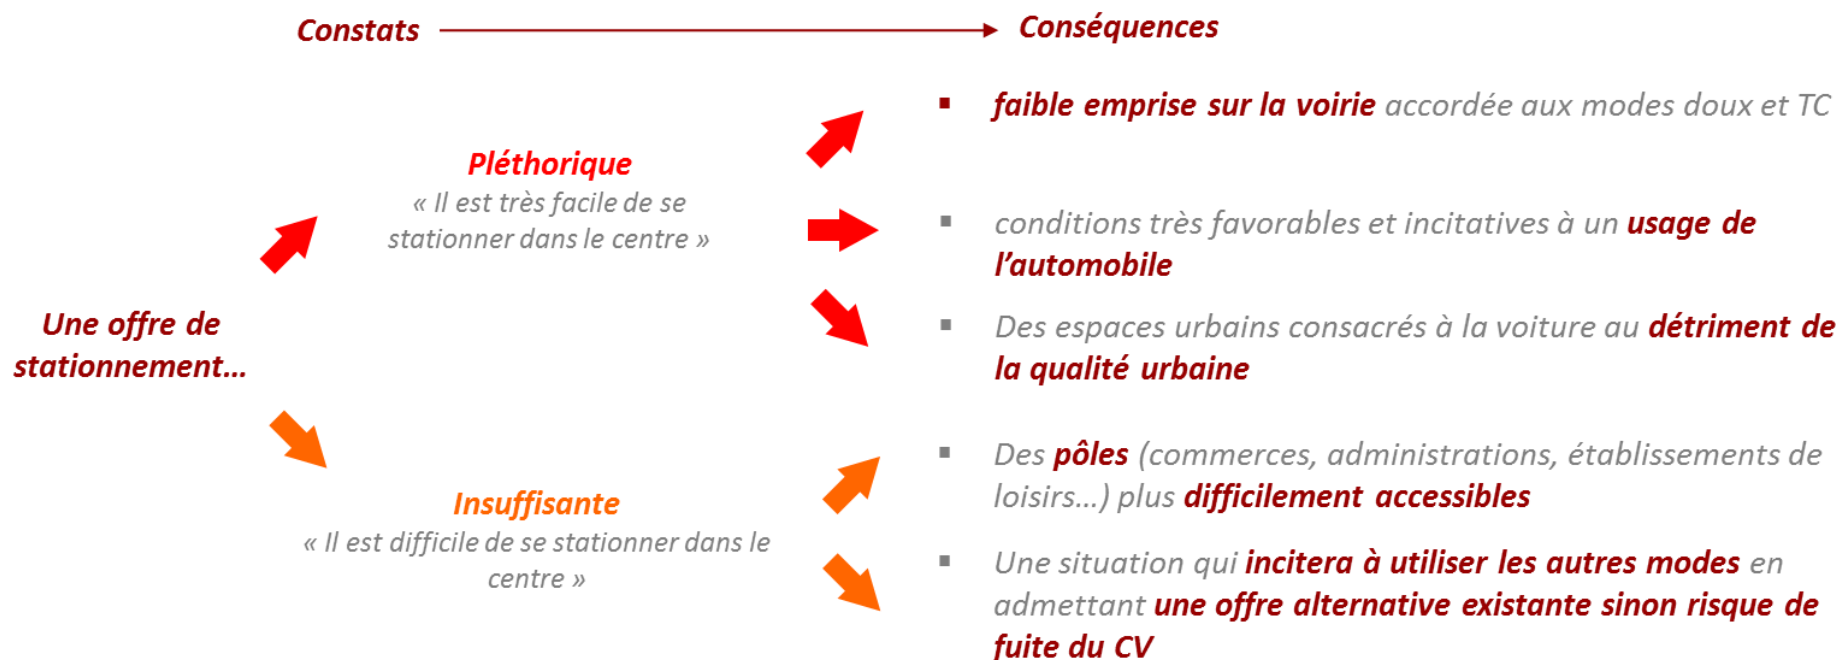 Constats
Conséquences
Une offre de
stationnement...
Pléthorique
« Il est très facile de se
stationner dans le centre »
▪ faible emprise sur la voirie accordée aux modes doux et TC
▪ conditions très favorables et incitatives à un usage de
l’automobile
▪ Des espaces urbains consacrés à la voiture au détriment de
la qualité urbaine
Insuffisante
« Il est difficile de se stationner dans le
centre »
▪ Des pôles (commerces, administrations, établissements de
loisirs...) plus difficilement accessibles
▪ Une situation qui incitera à utiliser les autres modes en
admettant une offre alternative existante sinon risque de
fuite du CV